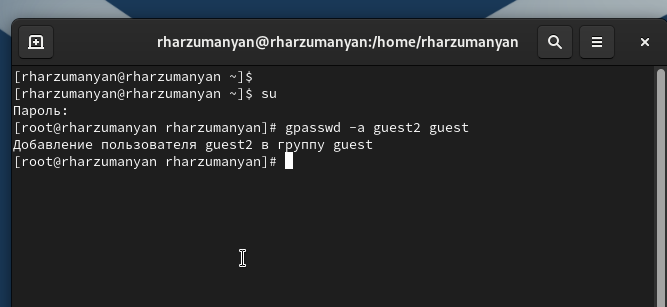 rharzumanyan@rharzumanyan:/home/rharzumanyan
[rharzumanyan@rharzumanyan ~]$
[rharzumanyan@rharzumanyan ~]$ su
Пароль:
[root@rharzumanyan rharzumanyan]# gpasswd -a guest2 guest
Добавление пользователя guest2 в группу guest
[root@rharzumanyan rharzumanyan]#